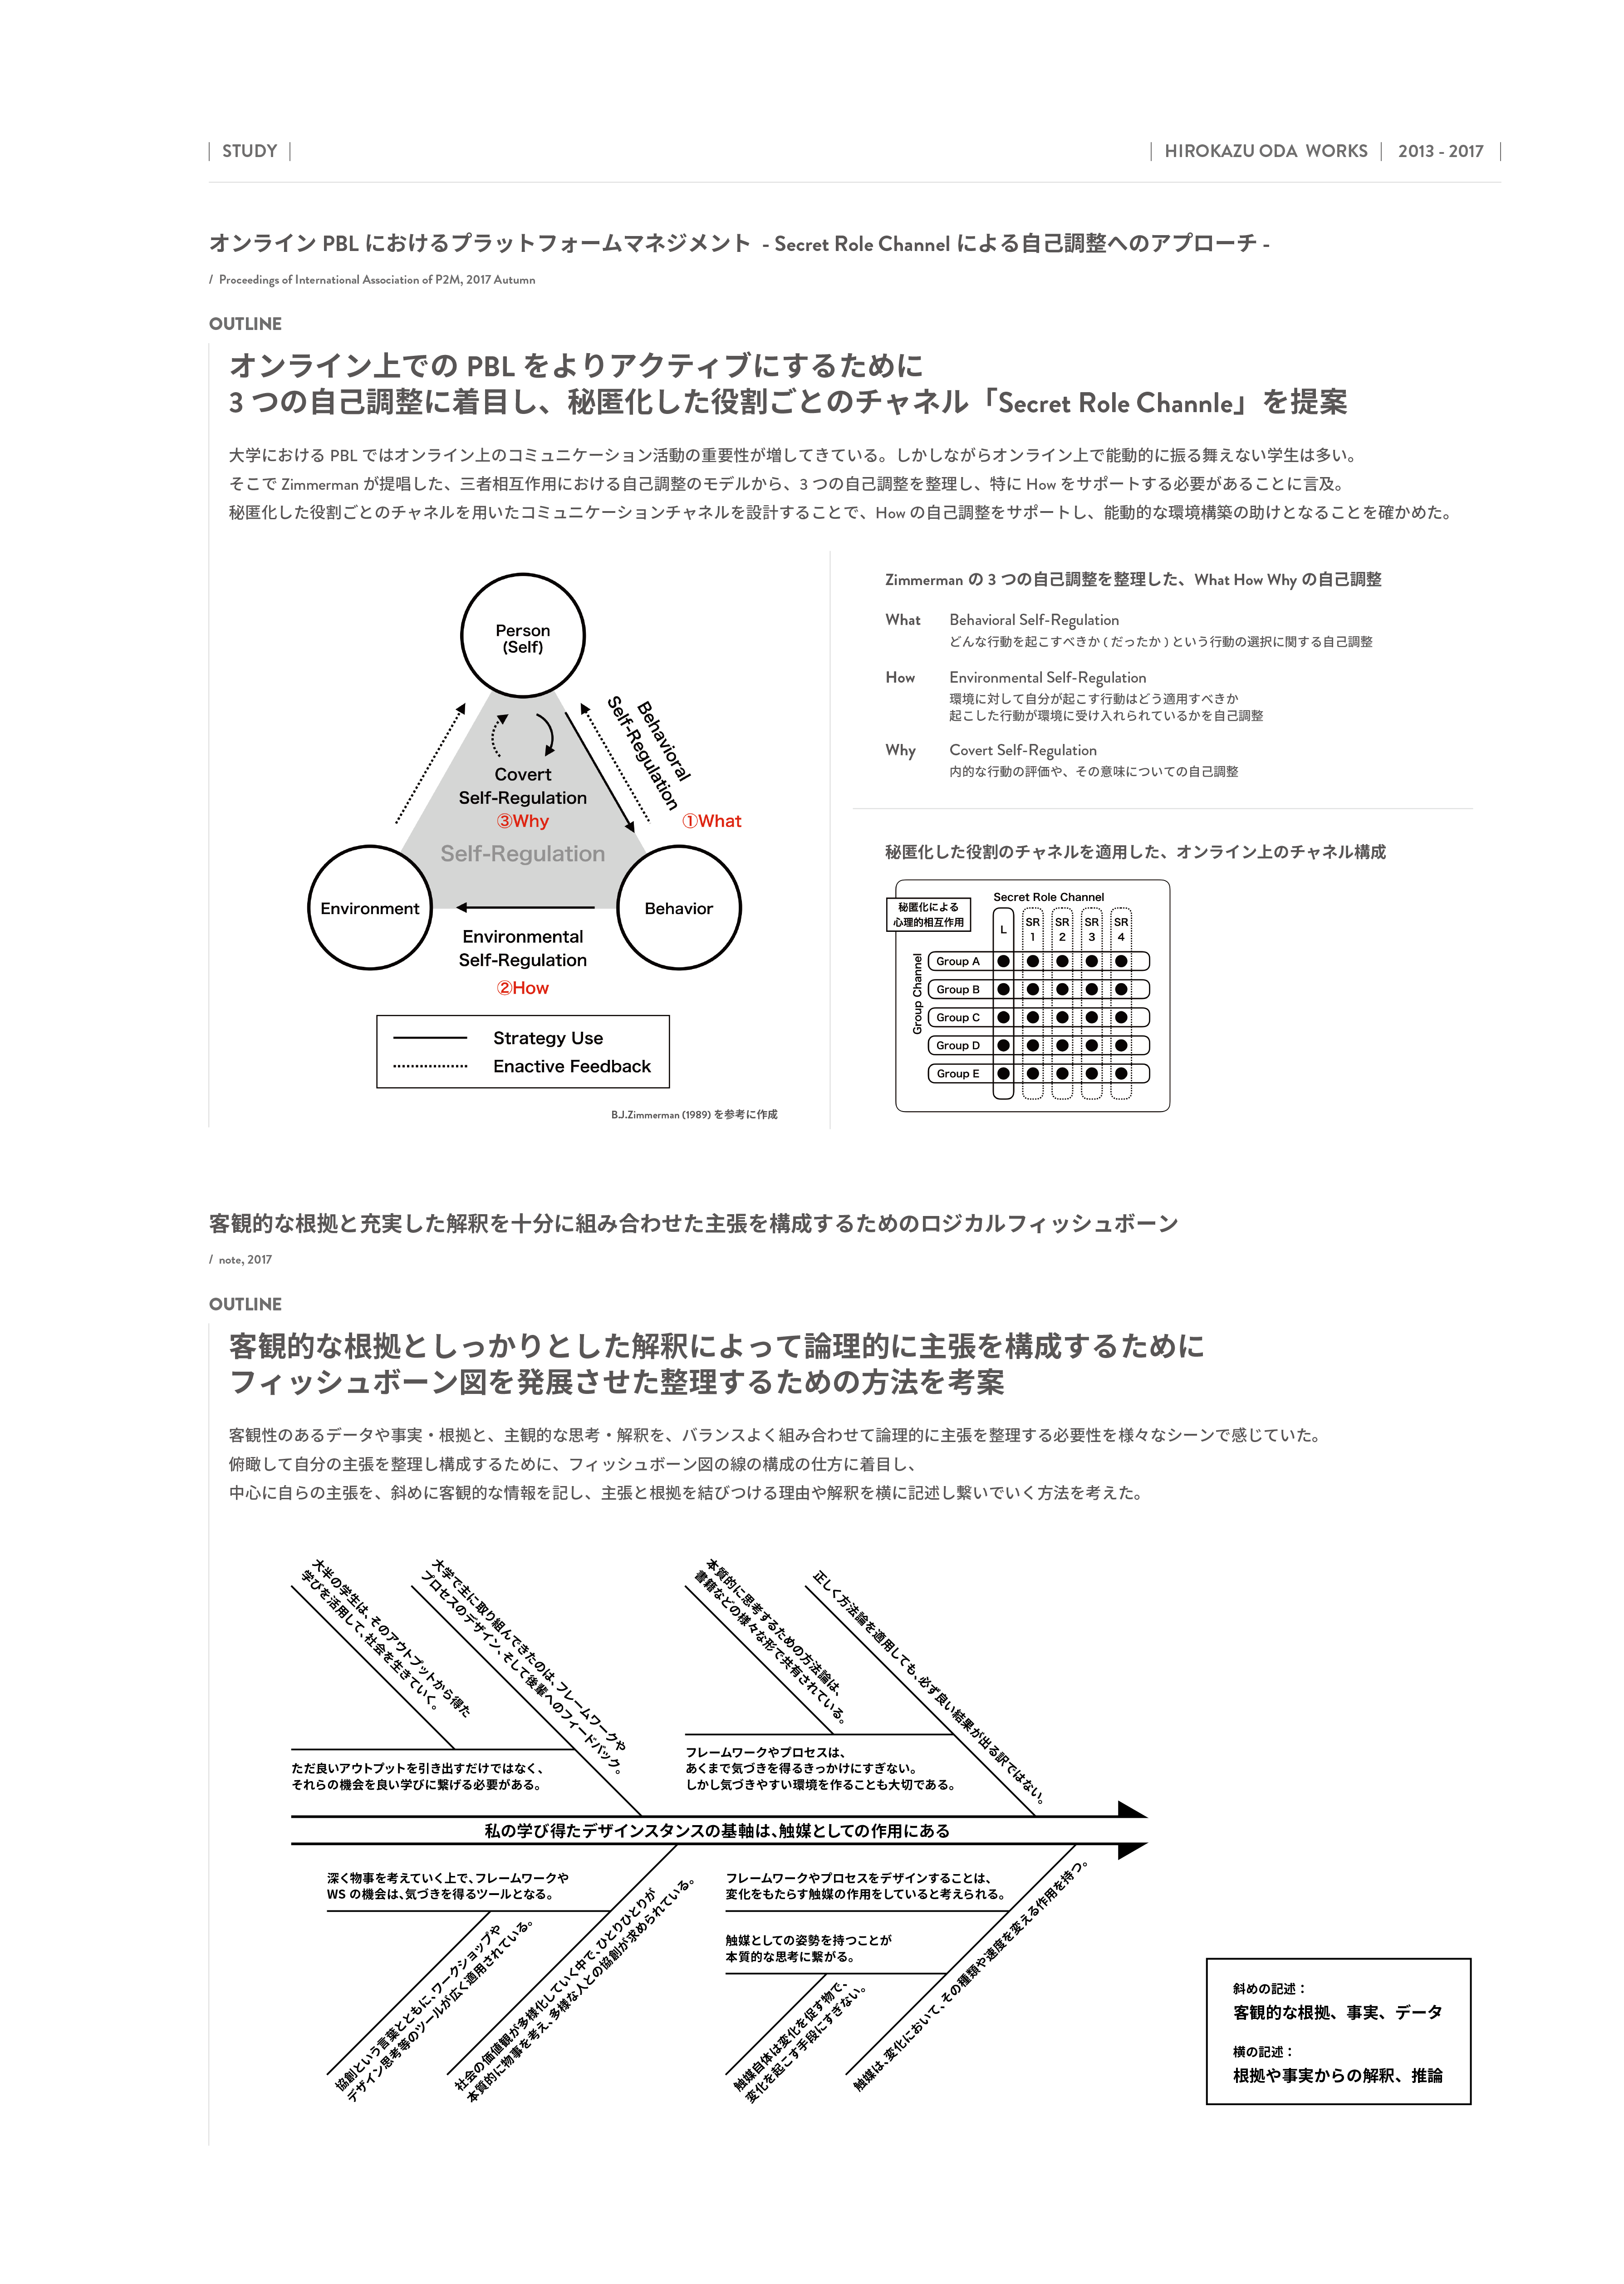 STUDY
HIROKAZU ODA WORKS
2013 - 2017
オンライン PBL におけるプラットフォームマネジメント - Secret Role Channel による自己調整へのアプローチ -
/ Proceedings of International Association of P2M, 2017 Autumn
OUTLINE
オンライン上での PBL をよりアクティブにするために
3 つの自己調整に着目し、秘匿化した役割ごとのチャネル「Secret Role Channle」を提案
大学における PBL ではオンライン上のコミュニケーション活動の重要性が増してきている。しかしながらオンライン上で能動的に振る舞えない学生は多い。
そこで Zimmerman が提唱した、三者相互作用における自己調整のモデルから、3 つの自己調整を整理し、特に How をサポートする必要があることに言及。
秘匿化した役割ごとのチャネルを用いたコミュニケーションチャネルを設計することで、How の自己調整をサポートし、能動的な環境構築の助けとなることを確かめた。
Person
(Self)
Behavioral
Self-Regulation
①What
Covert
Self-Regulation
③Why
Self-Regulation
Environment
Behavior
Environmental
Self-Regulation
②How
Strategy Use
Enactive Feedback
B.J.Zimmerman (1989) を参考に作成
Zimmerman の 3 つの自己調整を整理した、What How Why の自己調整
What
Behavioral Self-Regulation
どんな行動を起こすべきか ( だったか ) という行動の選択に関する自己調整
How
Environmental Self-Regulation
環境に対して自分が起こす行動はどう適用すべきか
起こした行動が環境に受け入れられているかを自己調整
Why
Covert Self-Regulation
内的な行動の評価や、その意味についての自己調整
秘匿化した役割のチャネルを適用した、オンライン上のチャネル構成
秘匿化による
心理的相互作用
Secret Role Channel
L
SR
1
SR
2
SR
3
SR
4
Group Channel
Group A
Group B
Group C
Group D
Group E
客観的な根拠と充実した解釈を十分に組み合わせた主張を構成するためのロジカルフィッシュボーン
/ note, 2017
OUTLINE
客観的な根拠としっかりとした解釈によって論理的に主張を構成するために
フィッシュボーン図を発展させた整理するための方法を考案
客観性のあるデータや事実・根拠と、主観的な思考・解釈を、バランスよく組み合わせて論理的に主張を整理する必要性を様々なシーンで感じていた。
俯瞰して自分の主張を整理し構成するために、フィッシュボーン図の線の構成の仕方に着目し、
中心に自らの主張を、斜めに客観的な情報を記し、主張と根拠を結びつける理由や解釈を横に記述し繋いでいく方法を考えた。
大半の学生は、そのアウトプットから得た
学びを活用して、社会を生きていく。
大学で主に取り組んできたのは、フレームワークや
プロセスのデザイン、そして後輩へのフィードバック。
本質的に思考するための方法論は、
書籍などの様々な形で共有されている。
正しく方法論を適用しても、必ず良い結果が出る訳ではない。
ただ良いアウトプットを引き出すだけではなく、
それらの機会を良い学びに繋げる必要がある。
フレームワークやプロセスは、
あくまで気づきを得るきっかけにすぎない。
しかし気づきやすい環境を作ることも大切である。
私の学び得たデザインスタンスの基軸は、触媒としての作用にある
深く物事を考えていく上で、フレームワークや
WS の機会は、気づきを得るツールとなる。
フレームワークやプロセスをデザインすることは、
変化をもたらす触媒の作用をしていると考えられる。
触媒としての姿勢を持つことが
本質的な思考に繋がる。
協創という言葉とともに、ワークショップや
デザイン思考等のツールが広く適用されている。
社会の価値観が多様化していく中で、ひとりひとりが
本質的に物事を考え、多様な人との協創が求められている。
触媒自体は変化を促す物で、
変化を起こす手段にすぎない。
触媒は、変化において、その種類や速度を変える作用を持つ。
斜めの記述：
客観的な根拠、事実、データ
横の記述：
根拠や事実からの解釈、推論